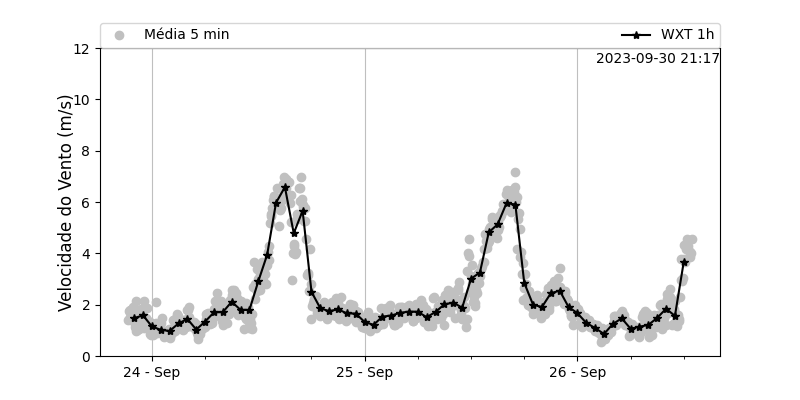 Média 5 min
WXT 1h
2023-09-30 21:17
Velocidade do Vento (m/s)
12
10
8
6
4
2
0
24 - Sep
25 - Sep
26 - Sep